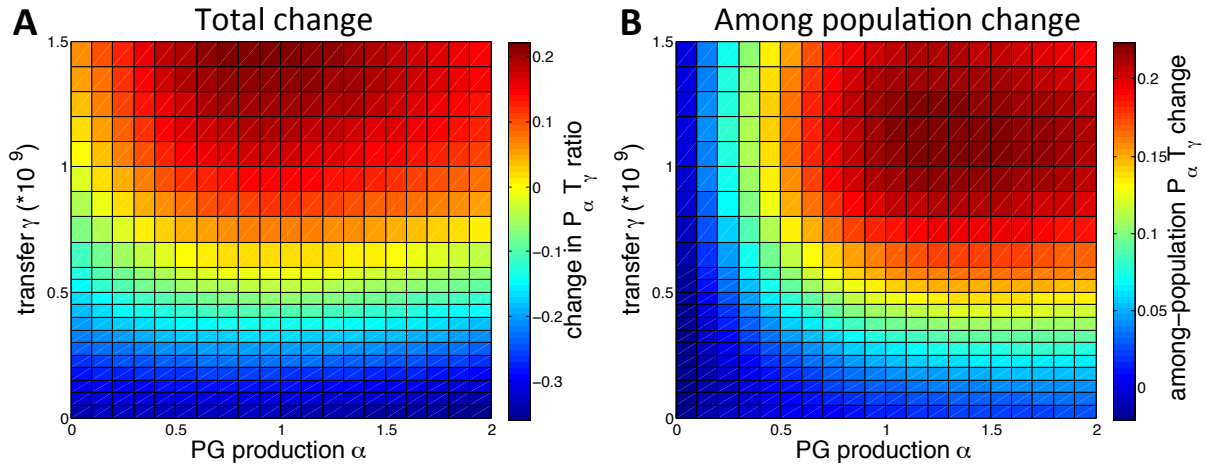 A
Total change
1.5
1
0.5
0
transfer γ (*10 9)
0
0.5
1
1.5
2
PG production α
0.2
0.1
0
−0.1
−0.2
−0.3
change in P α T γ ratio
B
Among population change
1.5
1
0.5
0
transfer γ (*10 9)
0
0.5
1
1.5
2
PG production α
0.2
0.15
0.1
0.05
0
among−population P α T γ change